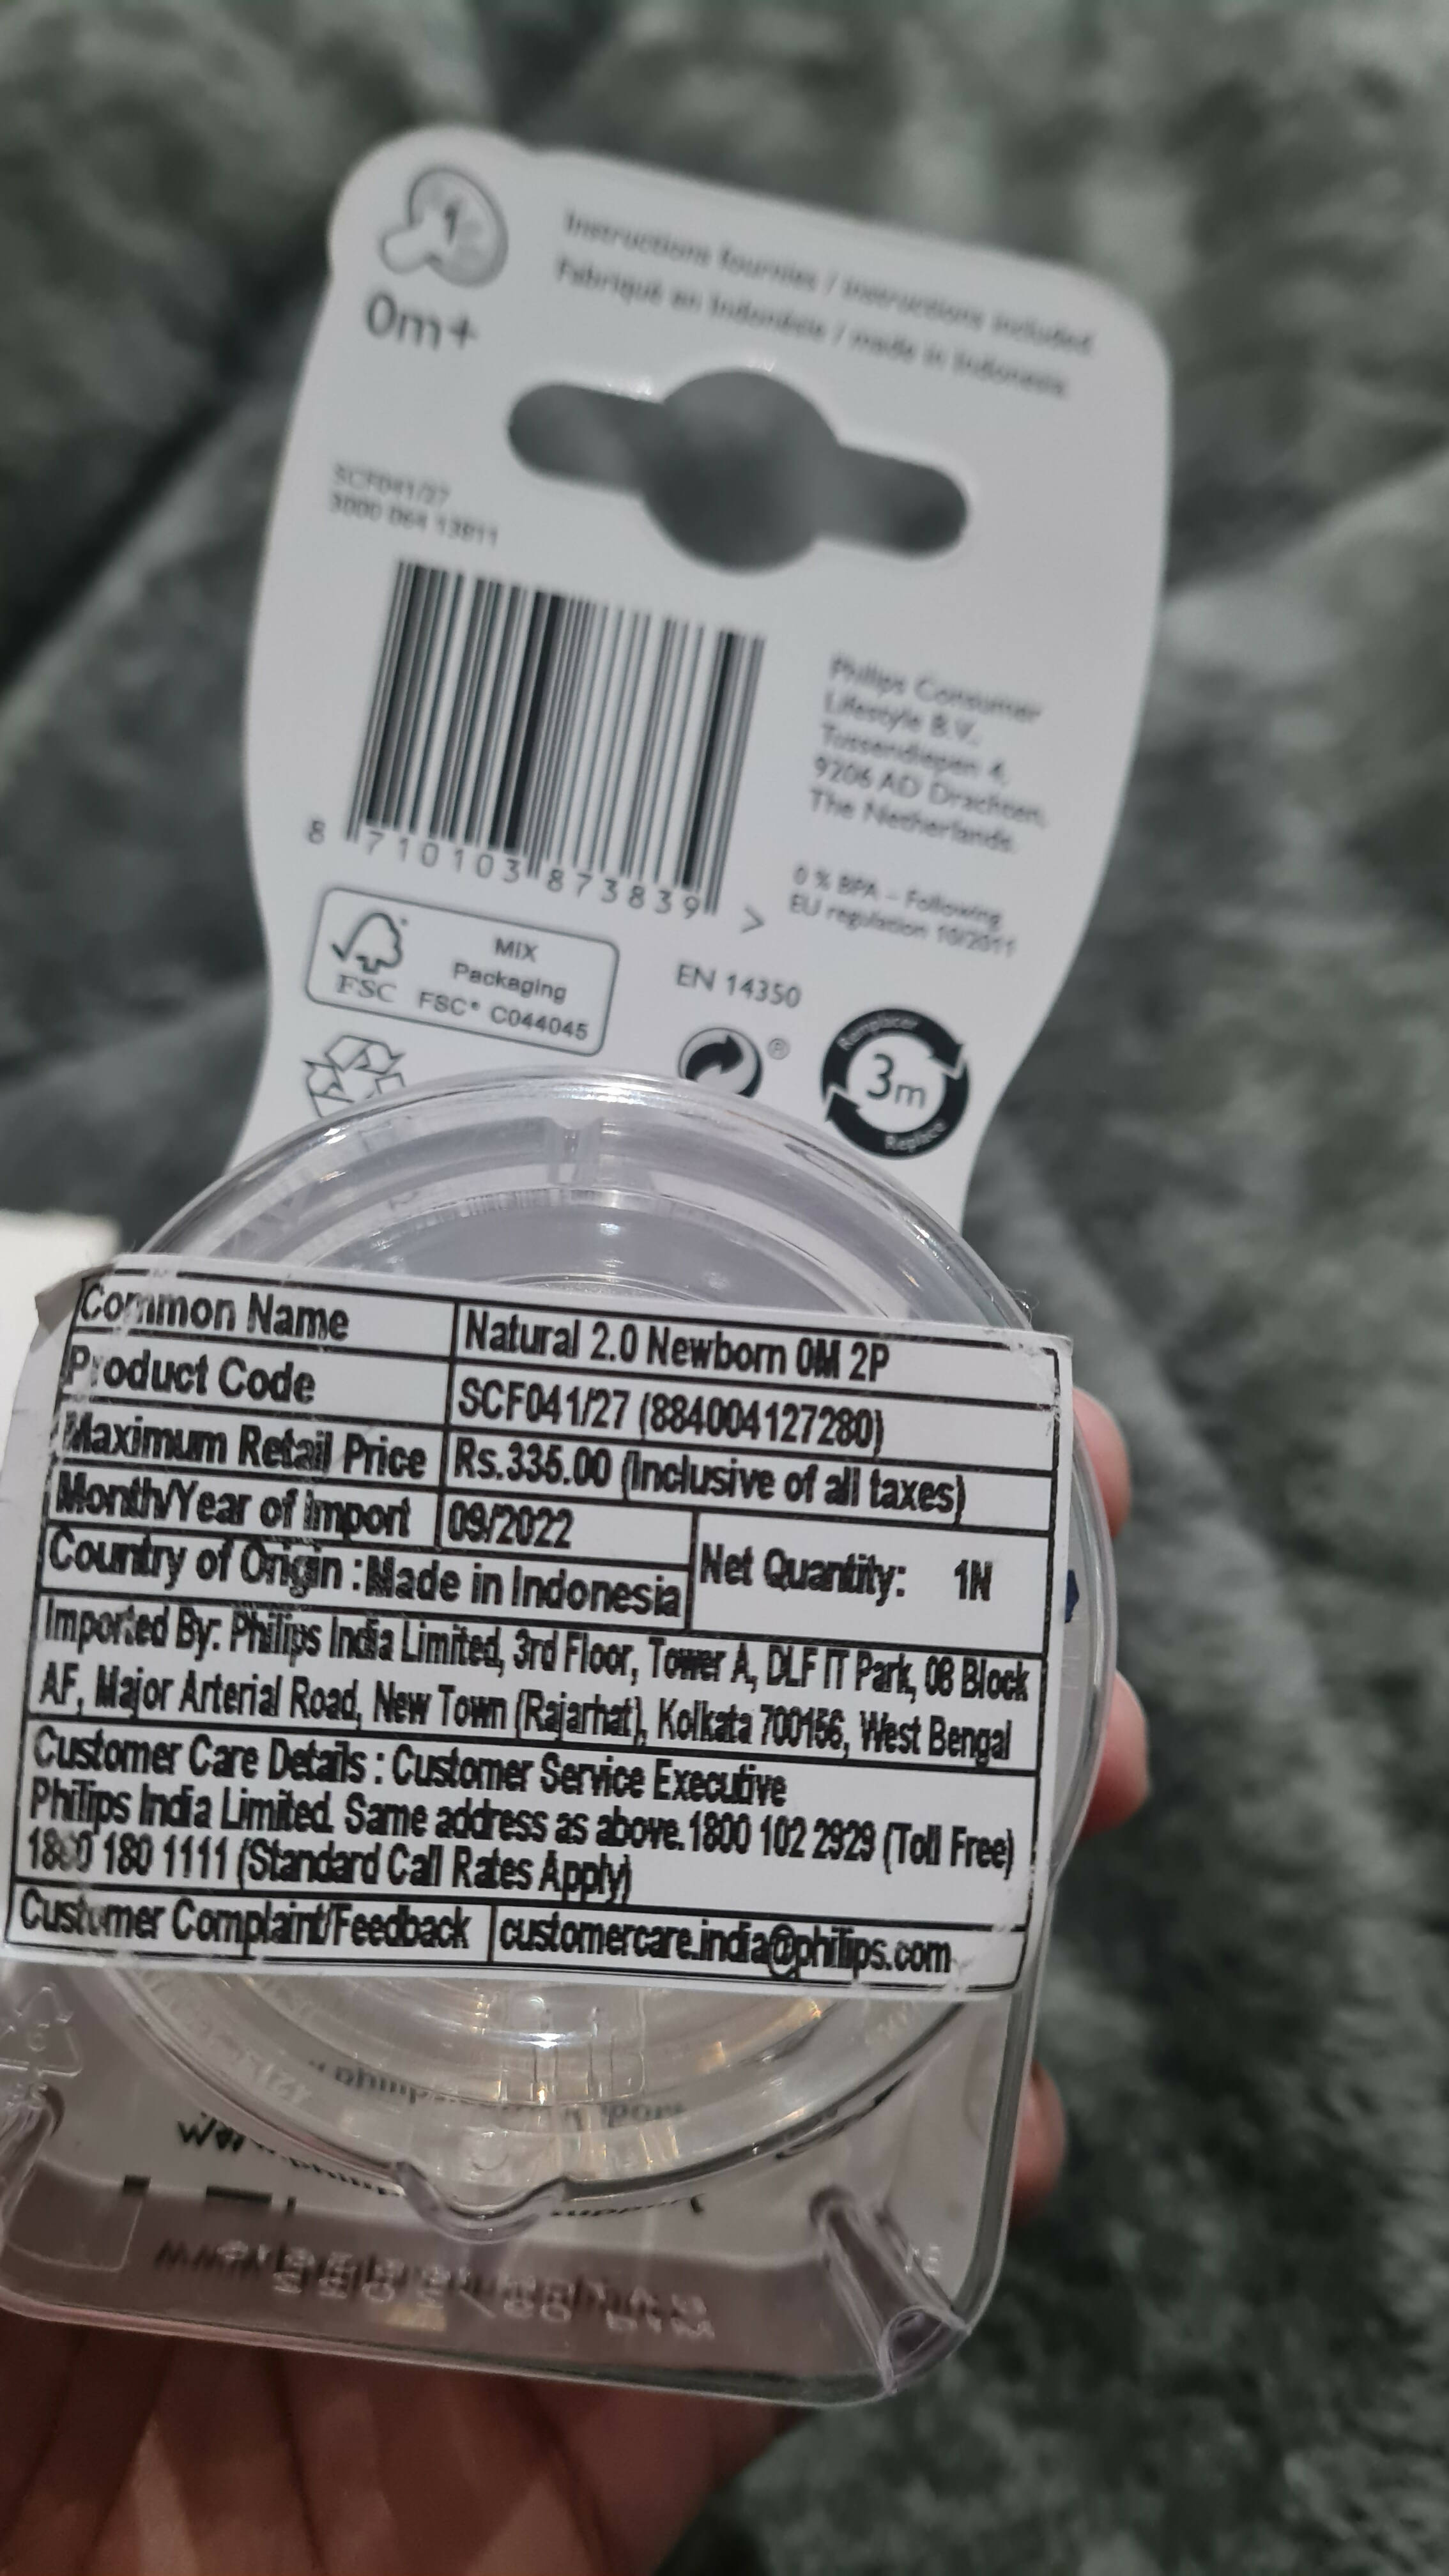 Instructions fournies / Instructions included.
Fabriqué en Indonésie / made in Indonesia.
0m+
SCF041/27
3000 064 13811
Philips Consumer
Lifestyle B.V.
Tussendiepen 4,
9206 AD Drachten,
The Netherlands.
8 710103 873839 >
0 % BPA – Following
EU regulation 10/2011
MIX
Packaging
FSC FSC® C044045
EN 14350
®
Remplacer
3m
Replace
Common Name Natural 2.0 Newborn 0M 2P
Product Code SCF041/27 (884004127280)
Maximum Retail Price Rs.335.00 (Inclusive of all taxes)
Month/Year of Import 09/2022
Net Quantity: 1N
Country of Origin : Made in Indonesia
Imported By: Philips India Limited, 3rd Floor, Tower A, DLF IT Park, 08 Block
AF, Major Arterial Road, New Town (Rajarhat), Kolkata 700156, West Bengal
Customer Care Details : Customer Service Executive
Philips India Limited. Same address as above. 1800 102 2929 (Toll Free)
1860 180 1111 (Standard Call Rates Apply)
Customer Complaint/Feedback customercare.india@philips.com